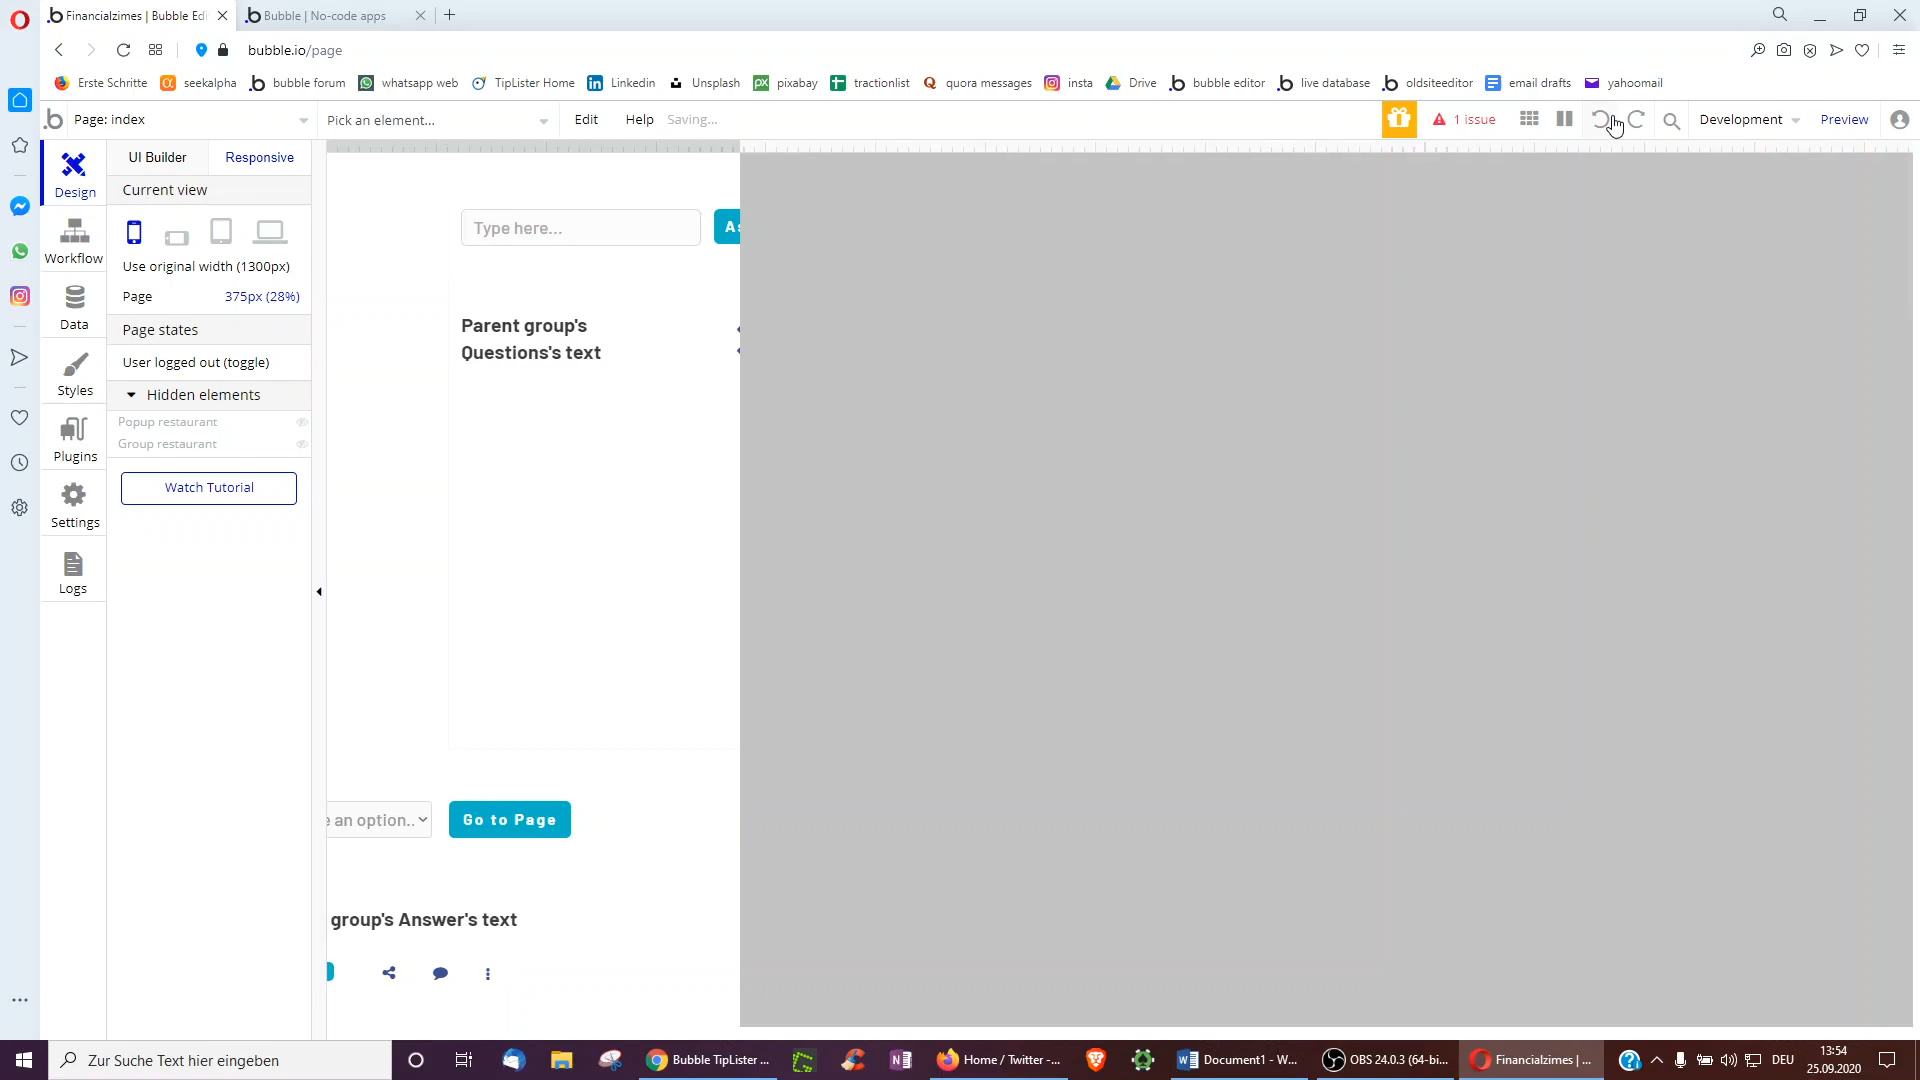 Financialzimes | Bubble Edi
Bubble | No-code apps
bubble.io/page
Erste Schritte
seekalpha
bubble forum
whatsapp web
TipLister Home
Linkedin
Unsplash
pixabay
tractionlist
quora messages
insta
Drive
bubble editor
live database
oldsiteeditor
email drafts
yahoomail
Page: index
Pick an element...
Edit
Help
Saving...
1 issue
Development
Preview
UI Builder
Responsive
Design
Workflow
Data
Styles
Plugins
Settings
Logs
Current view
Use original width (1300px)
Page
375px (28%)
Page states
User logged out (toggle)
Hidden elements
Popup restaurant
Group restaurant
Watch Tutorial
Type here...
As
Parent group's
Questions's text
e an option..
Go to Page
group's Answer's text
Zur Suche Text hier eingeben
Bubble TipLister ...
Home / Twitter -...
Document1 - W...
OBS 24.0.3 (64-bi...
Financialzimes | ...
DEU
13:54
25.09.2020